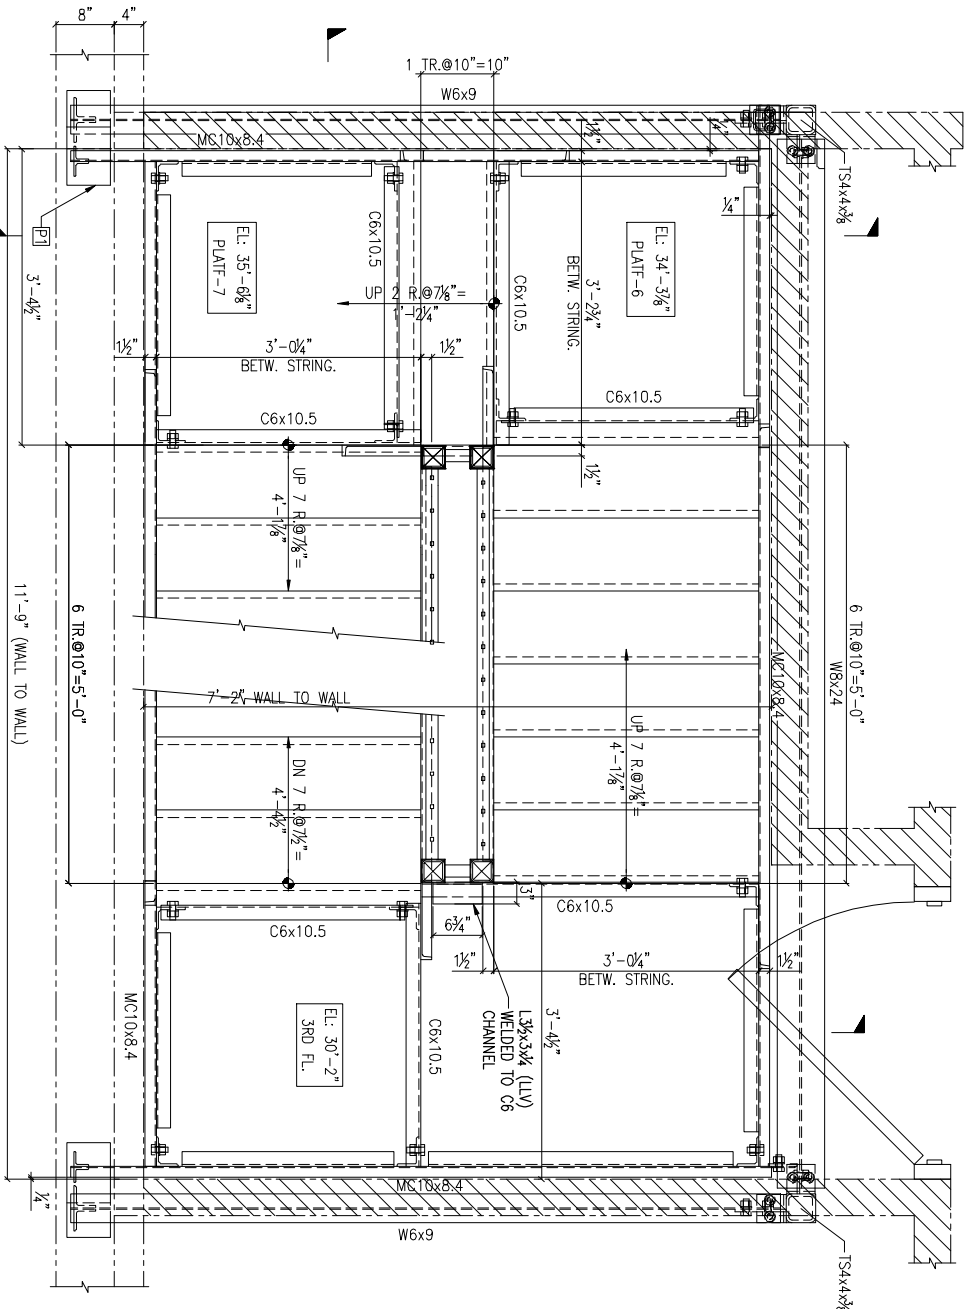 8"
4"
1 TR.@10"=10"
W6x9
MC10x8.4
1½"
4"
TS4x4x⅜
P1
3'-4½"
EL: 35'-6⅛"
PLATF-7
C6x10.5
UP 2 R.@7⅛"=
1'-2¼"
C6x10.5
BETW. STRING.
3'-2¾"
EL: 34'-3⅞"
PLATF-6
¼"
1½"
3'-0¼"
BETW. STRING.
1½"
C6x10.5
C6x10.5
1½"
UP 7 R.@7⅛"=
4'-1⅞"
11'-9" (WALL TO WALL)
6 TR.@10"=5'-0"
7'-2" WALL TO WALL
UP 7 R.@7⅛"=
4'-1⅞"
MC10x8.4
W8x24
6 TR.@10"=5'-0"
DN 7 R.@7½"=
4'-4½"
3"
C6x10.5
6¾"
C6x10.5
1½"
3'-0¼"
BETW. STRING.
1½"
MC10x8.4
EL: 30'-2"
3RD FL.
C6x10.5
L3½x3x¼ (LLV)
WELDED TO C6
CHANNEL
3'-4½"
¼"
MC10x8.4
W6x9
TS4x4x⅜